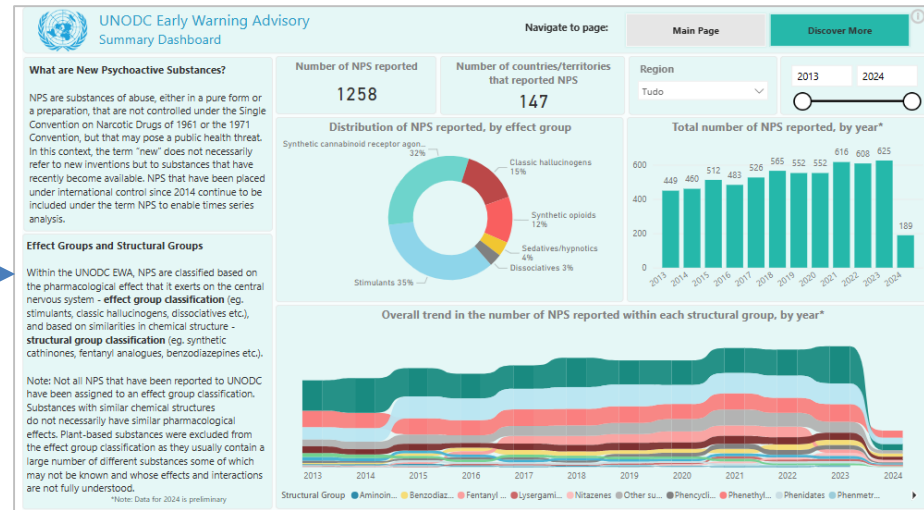 UNODC Early Warning Advisory
Summary Dashboard
Navigate to page:
Main Page
Discover More
What are New Psychoactive Substances?
NPS are substances of abuse, either in a pure form or
a preparation, that are not controlled under the Single
Convention on Narcotic Drugs of 1961 or the 1971
Convention, but that may pose a public health threat.
In this context, the term "new" does not necessarily
refer to new inventions but to substances that have
recently become available. NPS that have been placed
under international control since 2014 continue to be
included under the term NPS to enable times series
analysis.
Effect Groups and Structural Groups
Within the UNODC EWA, NPS are classified based on
the pharmacological effect that it exerts on the central
nervous system - effect group classification (eg.
stimulants, classic hallucinogens, dissociatives etc.),
and based on similarities in chemical structure -
structural group classification (eg. synthetic
cathinones, fentanyl analogues, benzodiazepines etc.).
Note: Not all NPS that have been reported to UNODC
have been assigned to an effect group classification.
Substances with similar chemical structures
do not necessarily have similar pharmacological
effects. Plant-based substances were excluded from
the effect group classification as they usually contain a
large number of different substances some of which
may not be known and whose effects and interactions
are not fully understood.
*Note: Data for 2024 is preliminary
Number of NPS reported
1258
Number of countries/territories
that reported NPS
147
Region
Tudo
2013
2024
Distribution of NPS reported, by effect group
Synthetic cannabinoid receptor agon...
32%
Classic hallucinogens
15%
Synthetic opioids
12%
Sedatives/hypnotics
4%
Dissociatives 3%
Stimulants 35%
Total number of NPS reported, by year*
600
400
200
0
449 460 512 483 526 565 552 552 616 608 625 189
2013 2014 2015 2016 2017 2018 2019 2020 2021 2022 2023 2024
Overall trend in the number of NPS reported within each structural group, by year*
2013 2014 2015 2016 2017 2018 2019 2020 2021 2022 2023 2024
Structural Group Aminoin... Benzodiaz... Fentanyl ... Lysergami... Nitazenes Other su... Phencycli... Phenethyl... Phenidates Phenmetr...